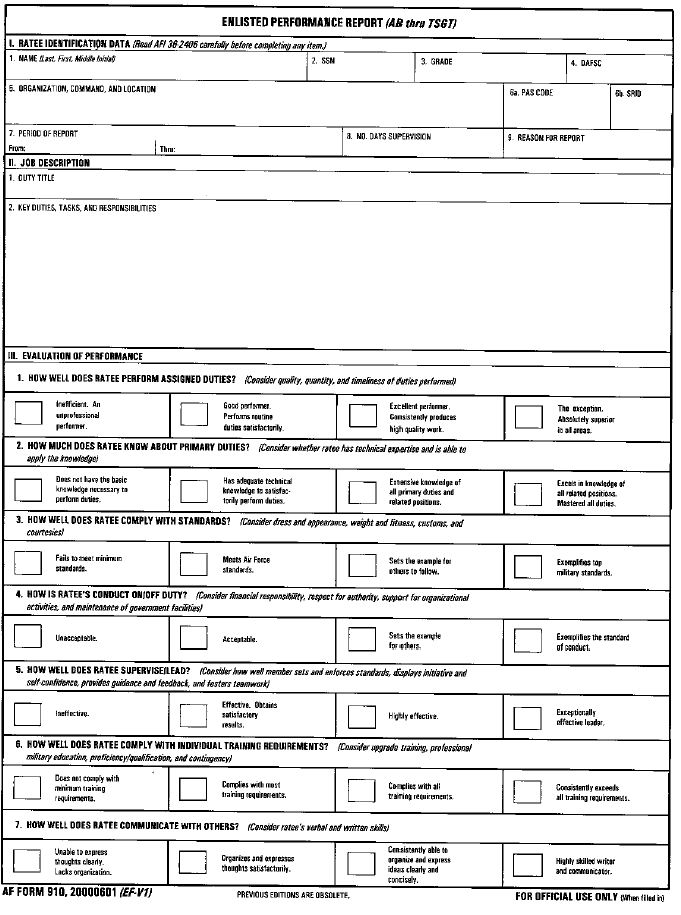 ENLISTED PERFORMANCE REPORT (AB thru TSGT)
I. RATEE IDENTIFICATION DATA (Read AFI 36-2406 carefully before completing any item.)
1. NAME (Last, First, Middle Initial)
2. SSN
3. GRADE
4. DAFSC
5. ORGANIZATION, COMMAND, AND LOCATION
6a. PAS CODE
6b. SRID
7. PERIOD OF REPORT
From:
Thru:
8. NO. DAYS SUPERVISION
9. REASON FOR REPORT
II. JOB DESCRIPTION
1. DUTY TITLE
2. KEY DUTIES, TASKS, AND RESPONSIBILITIES
III. EVALUATION OF PERFORMANCE
1. HOW WELL DOES RATEE PERFORM ASSIGNED DUTIES? (Consider quality, quantity, and timeliness of duties performed)
Inefficient. An
unprofessional
performer.
Good performer.
Performs routine
duties satisfactorily.
Excellent performer.
Consistently produces
high quality work.
The exception.
Absolutely superior
in all areas.
2. HOW MUCH DOES RATEE KNOW ABOUT PRIMARY DUTIES? (Consider whether ratee has technical expertise and is able to
apply the knowledge)
Does not have the basic
knowledge necessary to
perform duties.
Has adequate technical
knowledge to satisfac-
torily perform duties.
Extensive knowledge of
all primary duties and
related positions.
Excels in knowledge of
all related positions.
Mastered all duties.
3. HOW WELL DOES RATEE COMPLY WITH STANDARDS? (Consider dress and appearance, weight and fitness, customs, and
courtesies)
Fails to meet minimum
standards.
Meets Air Force
standards.
Sets the example for
others to follow.
Exemplifies top
military standards.
4. HOW IS RATEE'S CONDUCT ON/OFF DUTY? (Consider financial responsibility, respect for authority, support for organizational
activities, and maintenance of government facilities)
Unacceptable.
Acceptable.
Sets the example
for others.
Exemplifies the standard
of conduct.
5. HOW WELL DOES RATEE SUPERVISE/LEAD? (Consider how well member sets and enforces standards, displays initiative and
self-confidence, provides guidance and feedback, and fosters teamwork)
Ineffective.
Effective. Obtains
satisfactory
results.
Highly effective.
Exceptionally
effective leader.
6. HOW WELL DOES RATEE COMPLY WITH INDIVIDUAL TRAINING REQUIREMENTS? (Consider upgrade training, professional
military education, proficiency/qualification, and contingency)
Does not comply with
minimum training
requirements.
Complies with most
training requirements.
Complies with all
training requirements.
Consistently exceeds
all training requirements.
7. HOW WELL DOES RATEE COMMUNICATE WITH OTHERS? (Consider ratee's verbal and written skills)
Unable to express
thoughts clearly.
Lacks organization.
Organizes and expresses
thoughts satisfactorily.
Consistently able to
organize and express
ideas clearly and
concisely.
Highly skilled writer
and communicator.
AF FORM 910, 20000601 (EF-V1)
PREVIOUS EDITIONS ARE OBSOLETE.
FOR OFFICIAL USE ONLY (When filled in)